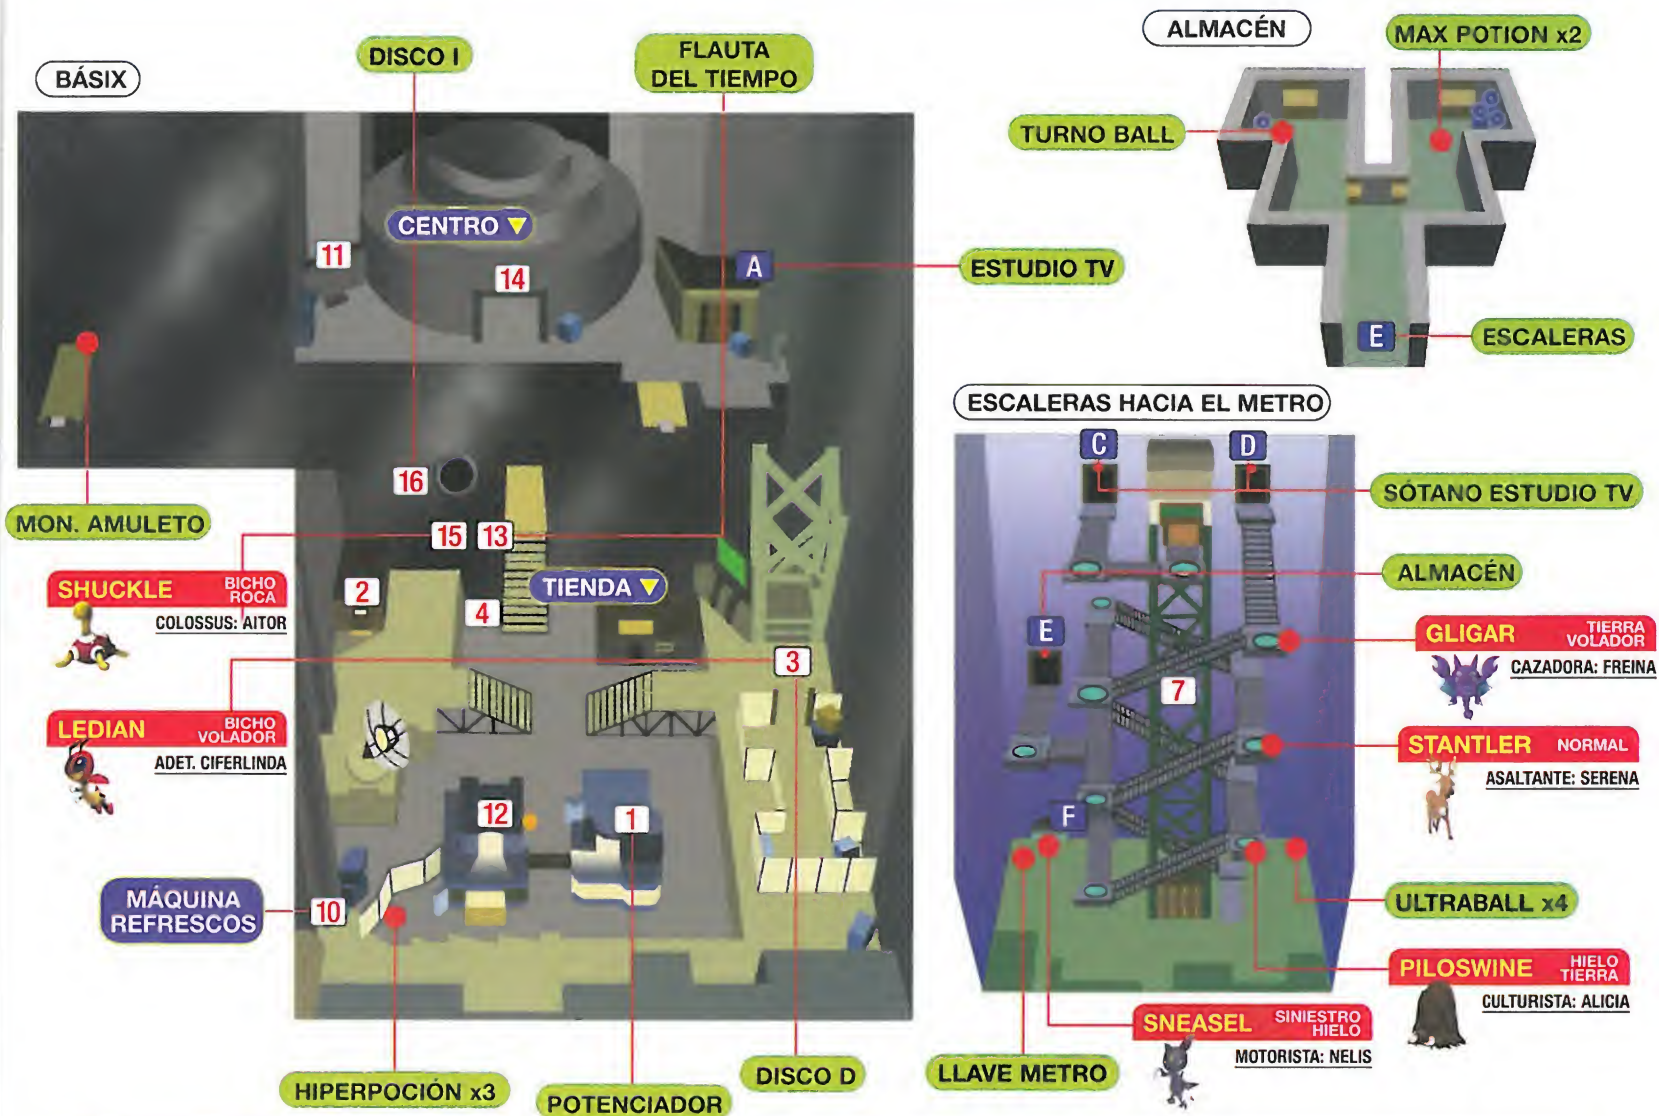 BÁSIX
DISCO I
FLAUTA
DEL TIEMPO
CENTRO
11
14
A
ESTUDIO TV
16
MON. AMULETO
15
13
SHUCKLE
BICHO
ROCA
COLOSSUS: AITOR
2
TIENDA
4
3
LEDIAN
BICHO
VOLADOR
ADET. CIFERLINDA
12
1
MÁQUINA
REFRESCOS
10
HIPERPOCIÓN x3
POTENCIADOR
DISCO D
ALMACÉN
MAX POTION x2
TURNO BALL
E
ESCALERAS
ESCALERAS HACIA EL METRO
C
D
SÓTANO ESTUDIO TV
ALMACÉN
E
GLIGAR
TIERRA
VOLADOR
CAZADORA: FREINA
7
STANTLER
NORMAL
ASALTANTE: SERENA
F
ULTRABALL x4
PILOSWINE
HIELO
TIERRA
CULTURISTA: ALICIA
SNEASEL
SINIESTRO
HIELO
MOTORISTA: NELIS
LLAVE METRO